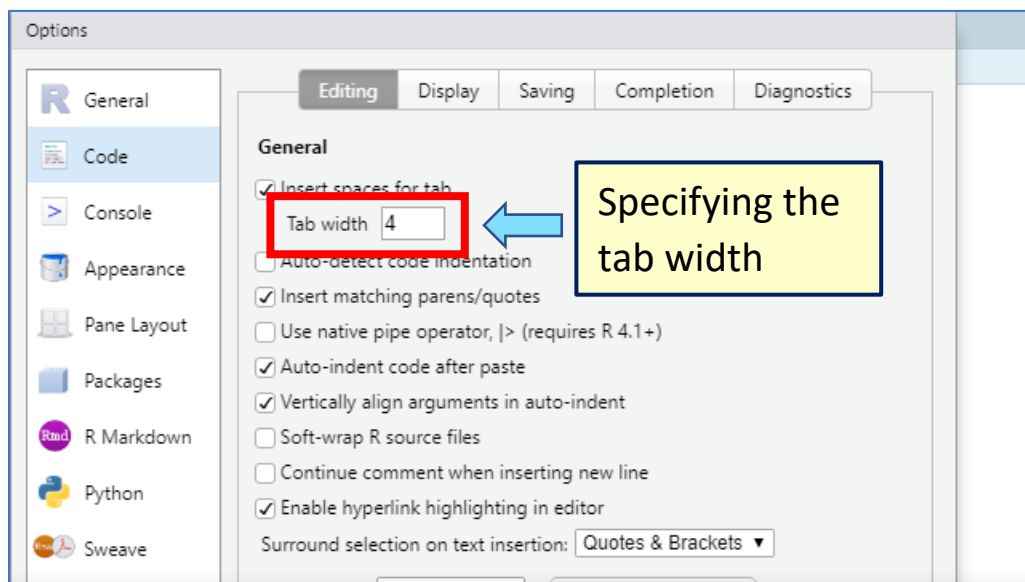 Options
General
Code
Console
Appearance
Pane Layout
Packages
Rmd R Markdown
Python
Sweave
Editing Display Saving Completion Diagnostics
General
Insert spaces for tab
Tab width 4
Auto-detect code indentation
Insert matching parens/quotes
Use native pipe operator, |> (requires R 4.1+)
Auto-indent code after paste
Vertically align arguments in auto-indent
Soft-wrap R source files
Continue comment when inserting new line
Enable hyperlink highlighting in editor
Surround selection on text insertion: Quotes & Brackets ▼
Specifying the
tab width